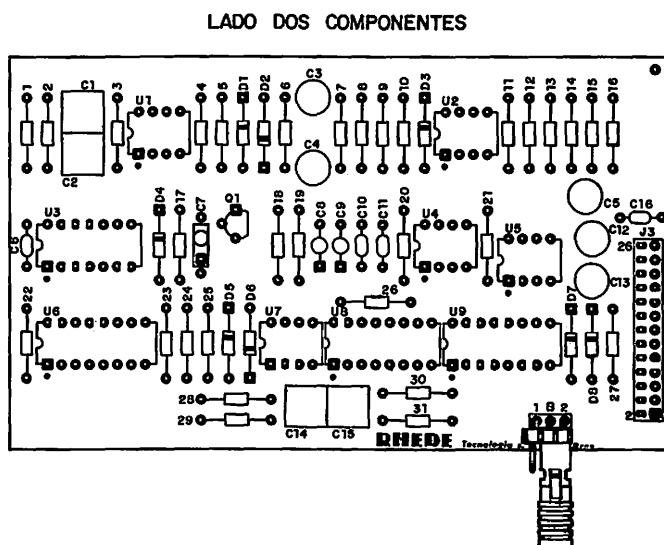 LADO DOS COMPONENTES
1 2 C1 C2 3 U1 4 5 D1 D2 6 C3 C4 7 8 9 10 D3 U2 11 12 13 14 15 16
C6 U3 D4 17 C7 Q1 18 19 C8 C9 C10 C11 20 U4 21 U5 C5 C12 C13 C16 J3 26
22 U6 23 24 25 D5 D6 U7 U8 26 U9 D7 D8 27 2
28 29 C14 C15 30 31
RHEDE Tecnologia
1 B 2